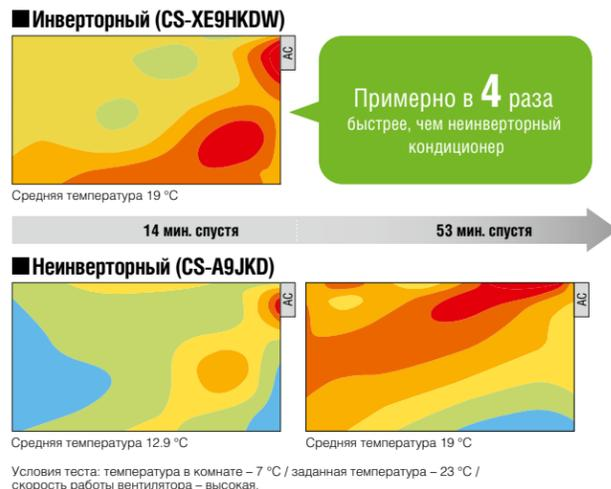 Инверторный (CS-XE9HKDW)
AC
Примерно в 4 раза
быстрее, чем неинверторный
кондиционер
Средняя температура 19 °C
14 мин. спустя
53 мин. спустя
Неинверторный (CS-A9JKD)
AC
AC
Средняя температура 12.9 °C
Средняя температура 19 °C
Условия теста: температура в комнате – 7 °C / заданная температура – 23 °C /
скорость работы вентилятора – высокая.